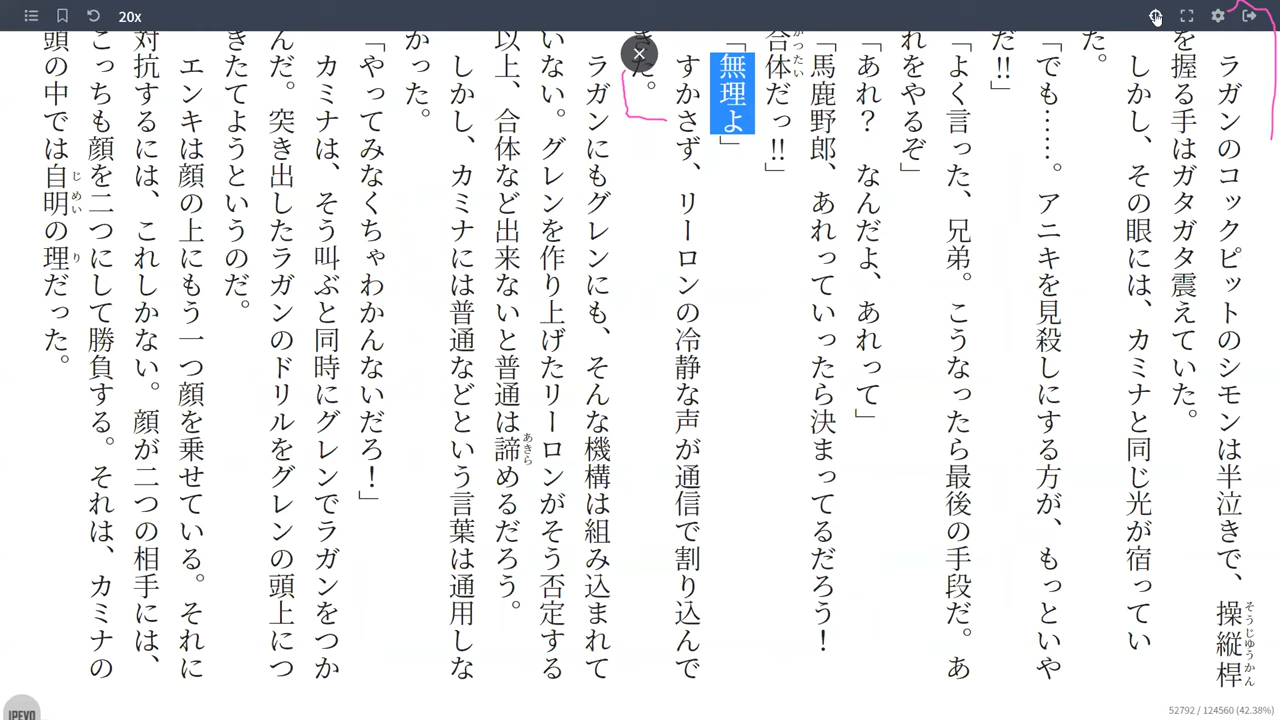 20x
ラガンのコックピットのシモンは半泣きで、操縦桿
を握る手はガタガタ震えていた。
しかし、その眼には、カミナと同じ光が宿ってい
た。
「でも……。アニキを見殺しにする方が、もっといや
だ!!」
「よく言った、兄弟。こうなったら最後の手段だ。あ
れをやるぞ」
「あれ？　なんだよ、あれって」
「馬鹿野郎、あれっていったら決まってるだろう！
合体だっ!!」
「無理よ」
すかさず、リーロンの冷静な声が通信で割り込んで
きた。
ラガンにもグレンにも、そんな機構は組み込まれて
いない。グレンを作り上げたリーロンがそう否定する
以上、合体など出来ないと普通は諦めるだろう。
しかし、カミナには普通などという言葉は通用しな
かった。
「やってみなくちゃわかんないだろ！」
カミナは、そう叫ぶと同時にグレンでラガンをつか
んだ。突き出したラガンのドリルをグレンの頭上につ
きたてようというのだ。
エンキは顔の上にもう一つ顔を乗せている。それに
対抗するには、これしかない。顔が二つの相手には、
こっちも顔を二つにして勝負する。それは、カミナの
頭の中では自明の理だった。
そうじゅうかん
がったい
あきら
じめい
り
IPEVO
52792 / 124560 (42.38%)